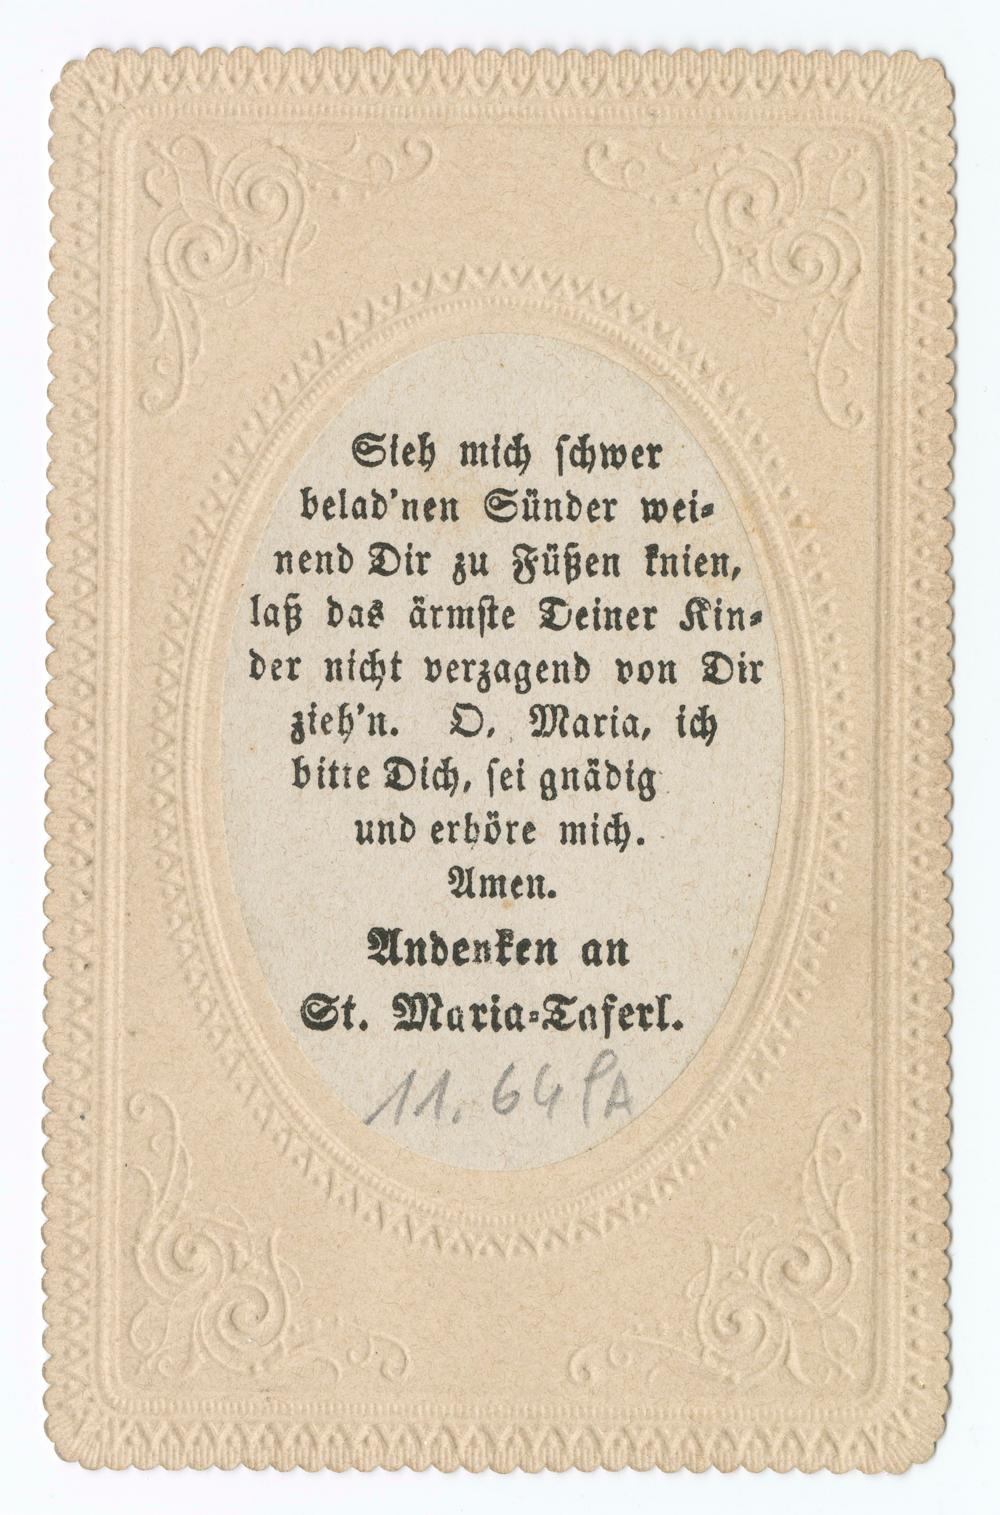 Sieh mich schwer
belad'nen Sünder wei-
nend Dir zu Füßen knien,
laß das ärmste Deiner Kin-
der nicht verzagend von Dir
zieh'n. O, Maria, ich
bitte Dich, sei gnädig
und erhöre mich.
Amen.
Andenken an
St. Maria-Taferl.
11. 64